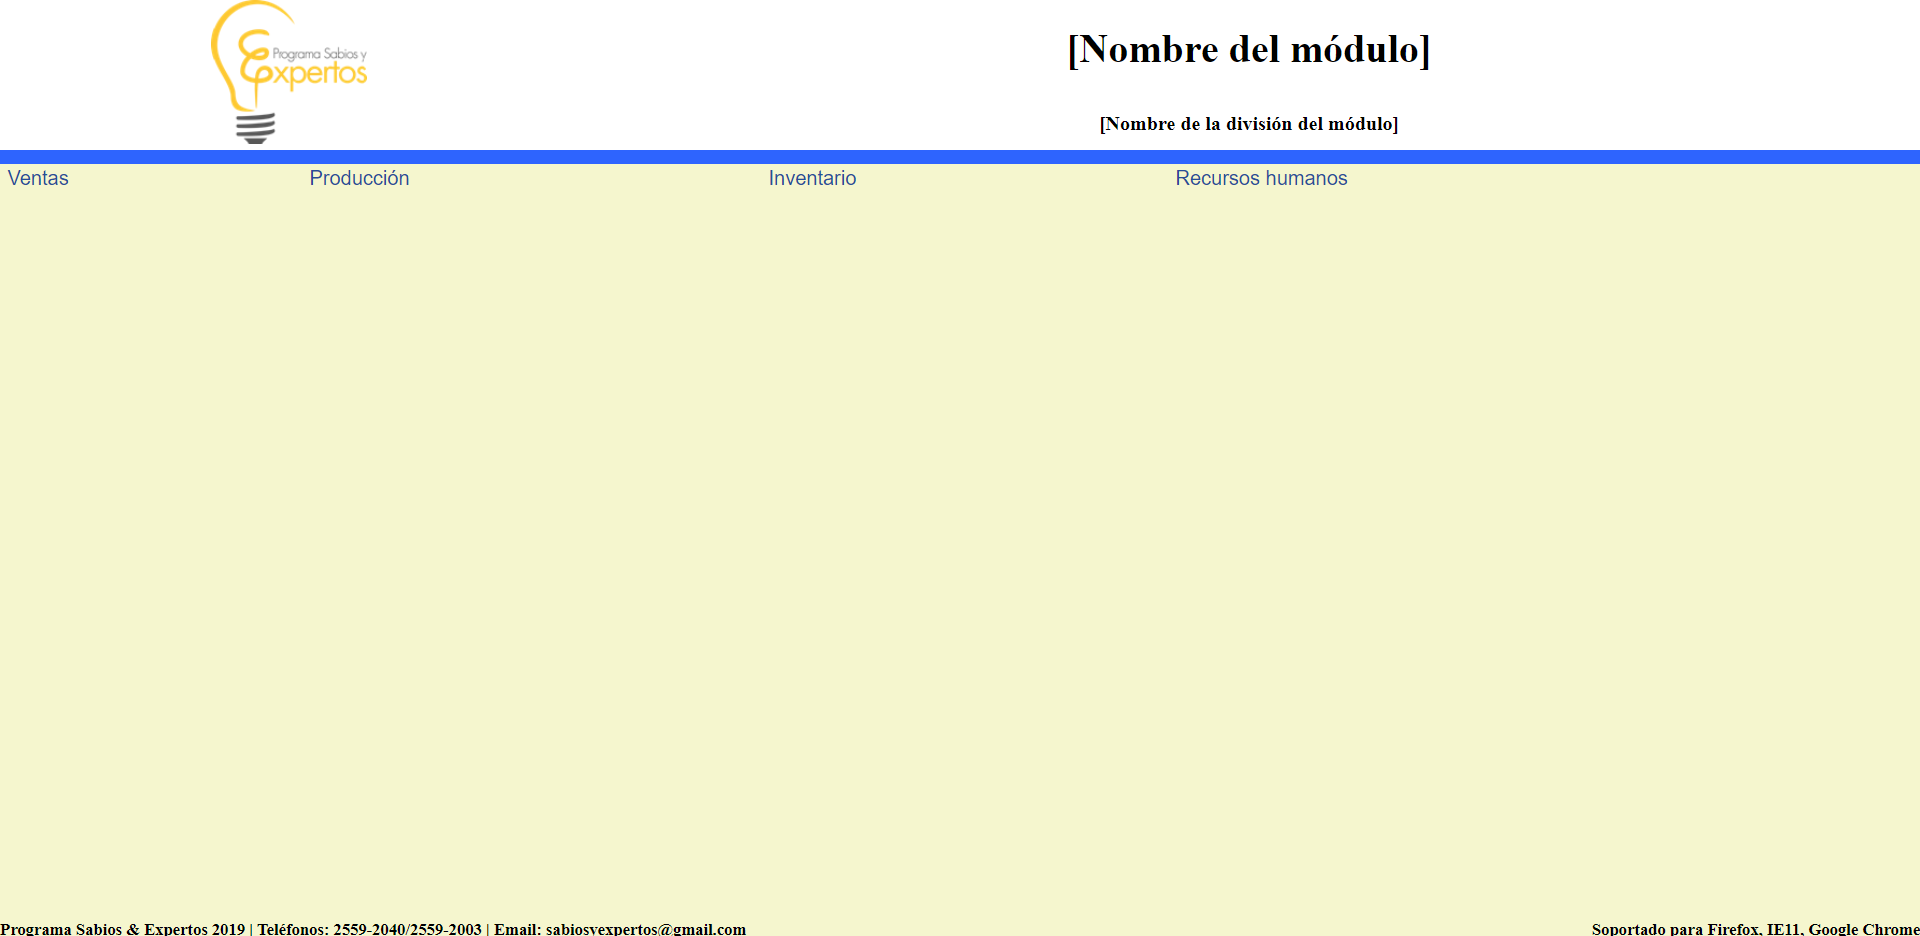 Programa Sabios y
Expertos
[Nombre del módulo]
[Nombre de la división del módulo]
Ventas Producción Inventario Recursos humanos
Programa Sabios & Expertos 2019 | Teléfonos: 2559-2040/2559-2003 | Email: sabiosyexpertos@gmail.com Soportado para Firefox, IE11, Google Chrome